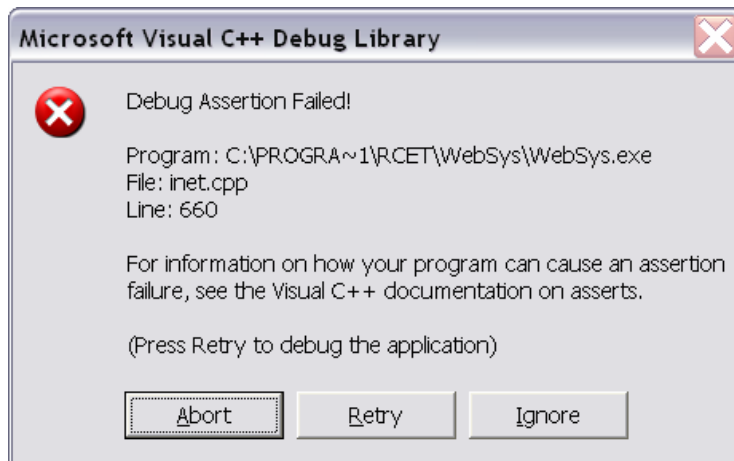 Microsoft Visual C++ Debug Library
Debug Assertion Failed!
Program: C:\PROGRA~1\RCET\WebSys\WebSys.exe
File: inet.cpp
Line: 660
For information on how your program can cause an assertion
failure, see the Visual C++ documentation on asserts.
(Press Retry to debug the application)
Abort
Retry
Ignore